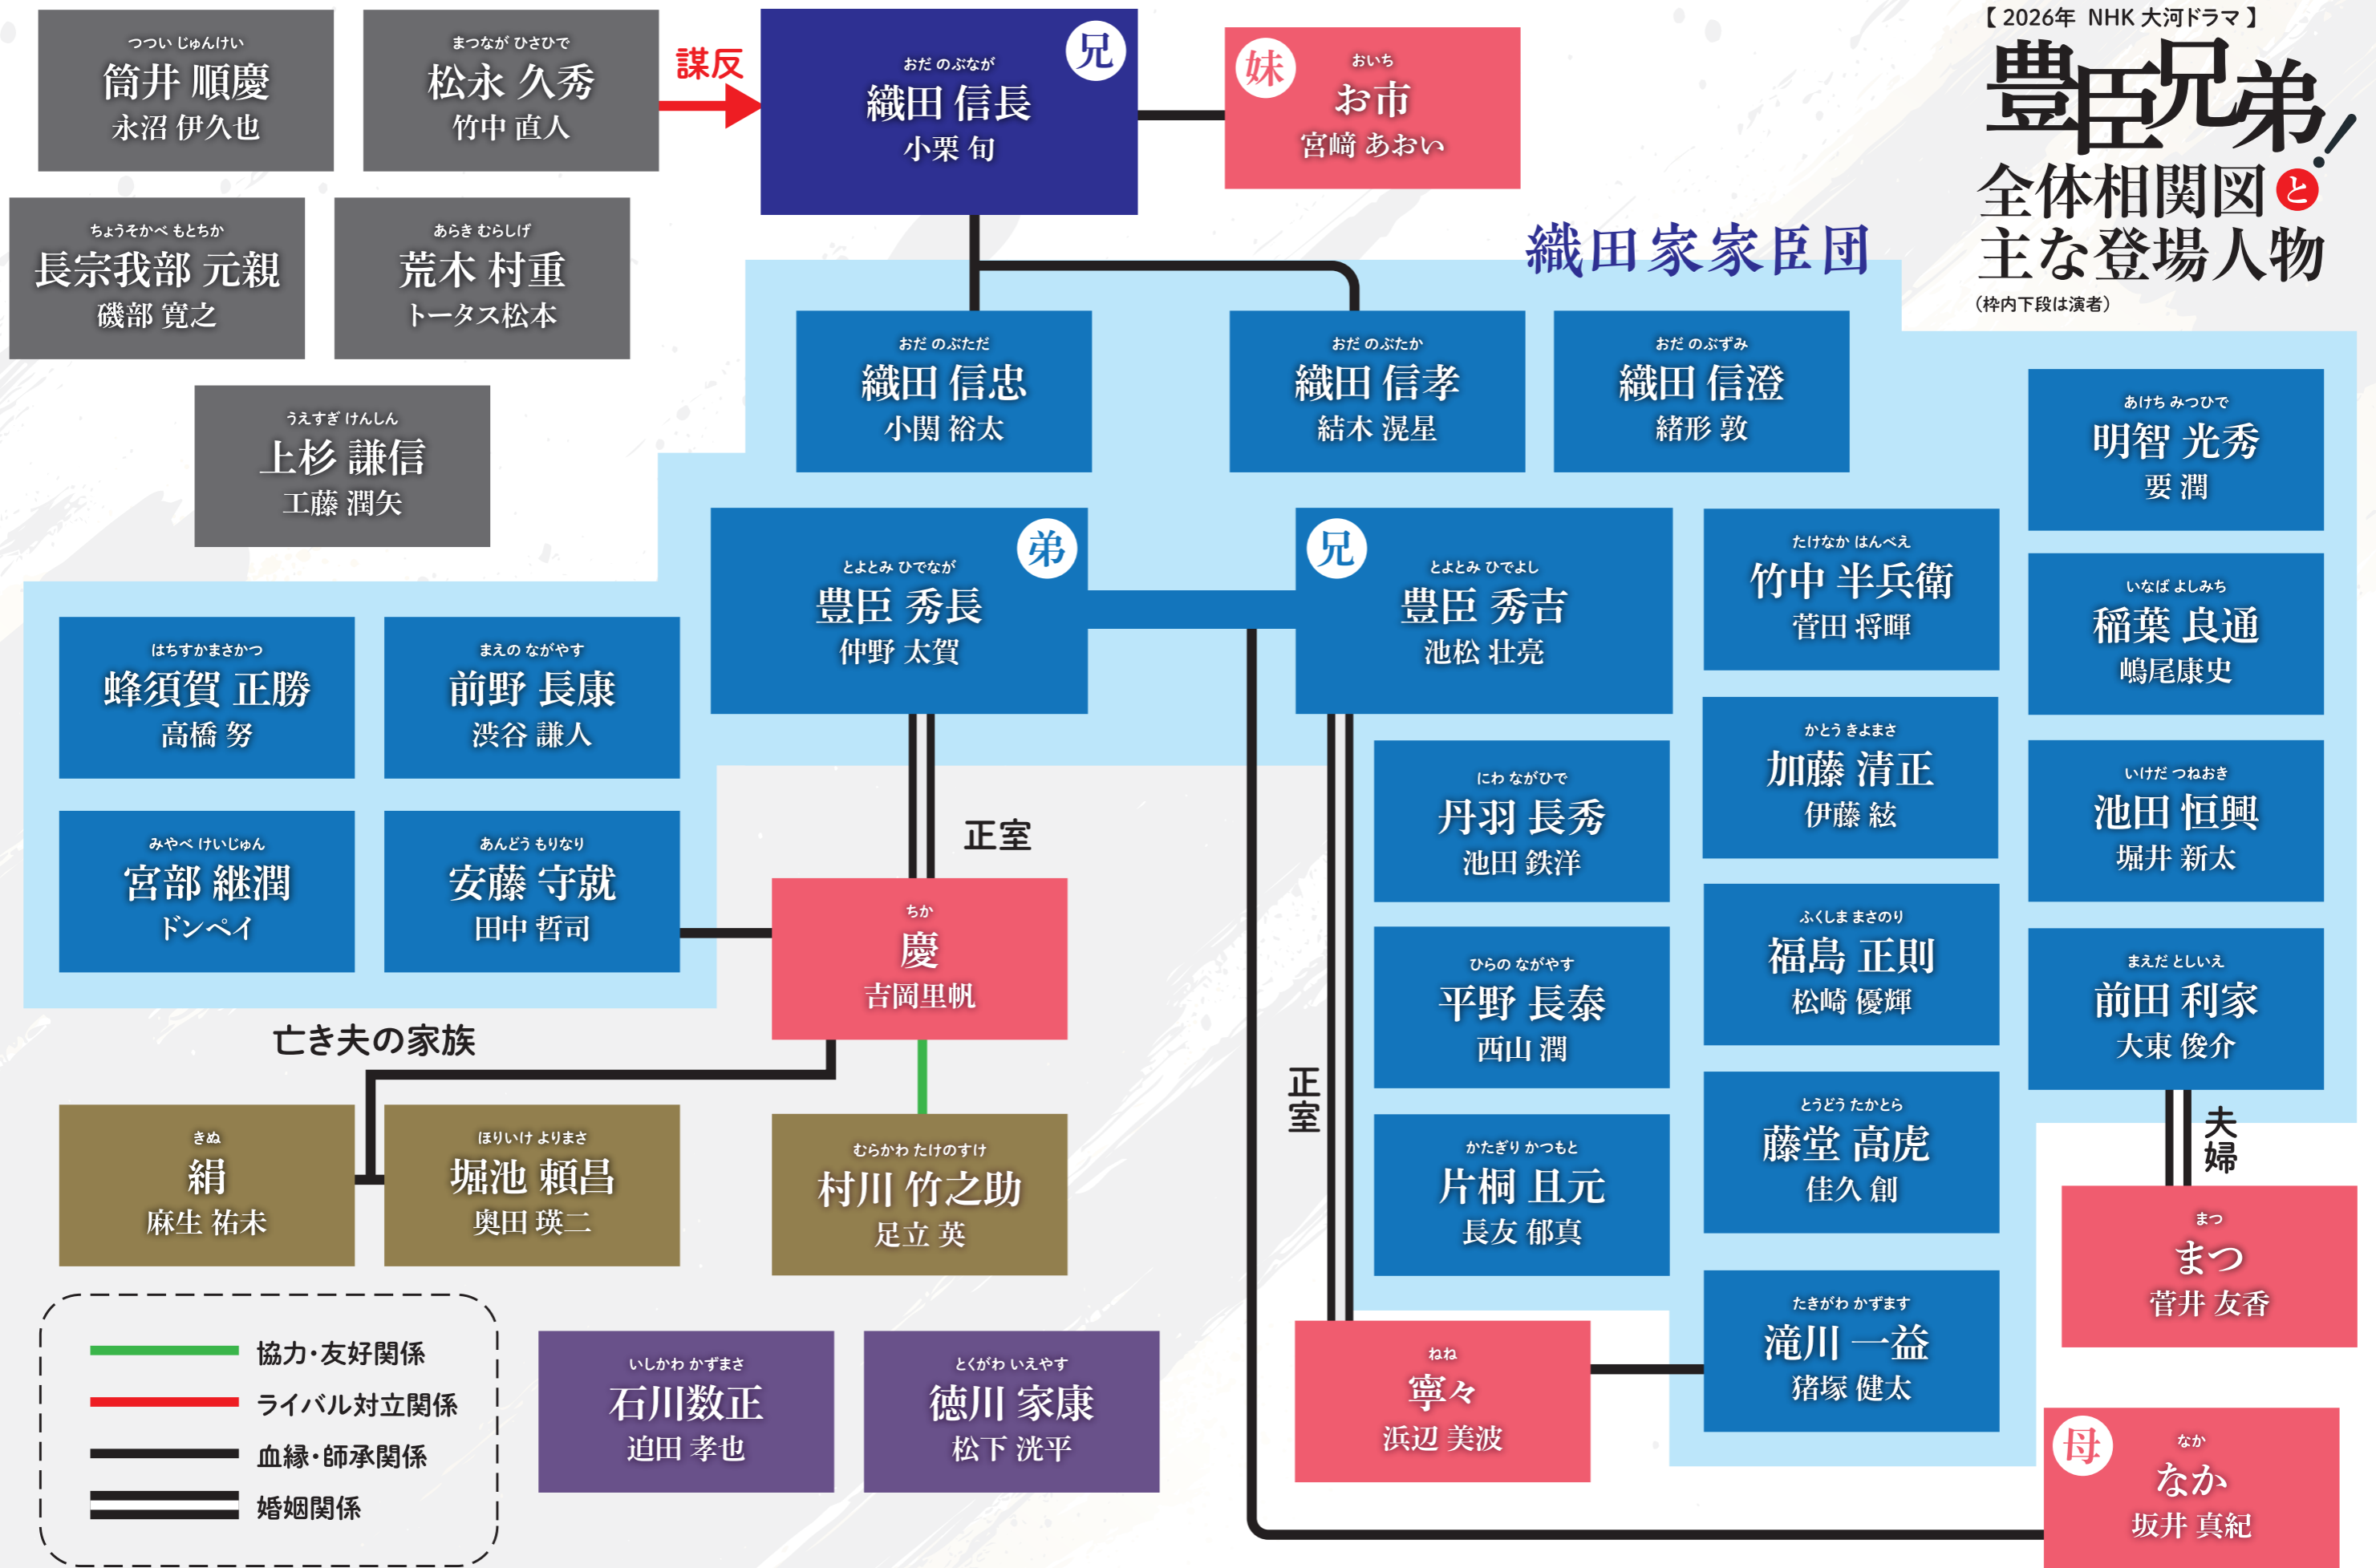 【 2026年 NHK 大河ドラマ 】
豊臣兄弟！
全体相関図と
主な登場人物
（枠内下段は演者）
つつい じゅんけい
筒井 順慶
永沼 伊久也
まつなが ひさひで
松永 久秀
竹中 直人
謀反
兄
おだ のぶなが
織田 信長
小栗 旬
妹
おいち
お市
宮﨑 あおい
ちょうそかべ もとちか
長宗我部 元親
磯部 寛之
あらき むらしげ
荒木 村重
トータス松本
うえすぎ けんしん
上杉 謙信
工藤 潤矢
織田家家臣団
おだ のぶただ
織田 信忠
小関 裕太
おだ のぶたか
織田 信孝
結木 滉星
おだ のぶずみ
織田 信澄
緒形 敦
あけち みつひで
明智 光秀
要 潤
弟
とよとみ ひでなが
豊臣 秀長
仲野 太賀
兄
とよとみ ひでよし
豊臣 秀吉
池松 壮亮
たけなか はんべえ
竹中 半兵衛
菅田 将暉
いなば よしみち
稲葉 良通
嶋尾康史
はちすかまさかつ
蜂須賀 正勝
高橋 努
まえの ながやす
前野 長康
渋谷 謙人
にわ ながひで
丹羽 長秀
池田 鉄洋
かとう きよまさ
加藤 清正
伊藤 絃
いけだ つねおき
池田 恒興
堀井 新太
みやべ けいじゅん
宮部 継潤
ドンペイ
あんどう もりなり
安藤 守就
田中 哲司
正室
ちか
慶
吉岡里帆
ひらの ながやす
平野 長泰
西山 潤
ふくしま まさのり
福島 正則
松崎 優輝
まえだ としいえ
前田 利家
大東 俊介
亡き夫の家族
きぬ
絹
麻生 祐未
ほりいけ よりまさ
堀池 頼昌
奥田 瑛二
むらかわ たけのすけ
村川 竹之助
足立 英
正室
かたぎり かつもと
片桐 且元
長友 郁真
とうどう たかとら
藤堂 高虎
佳久 創
夫婦
まつ
まつ
菅井 友香
協力・友好関係
ライバル対立関係
血縁・師承関係
婚姻関係
いしかわ かずまさ
石川数正
迫田 孝也
とくがわ いえやす
徳川 家康
松下 洸平
ねね
寧々
浜辺 美波
たきがわ かずます
滝川 一益
猪塚 健太
母
なか
なか
坂井 真紀